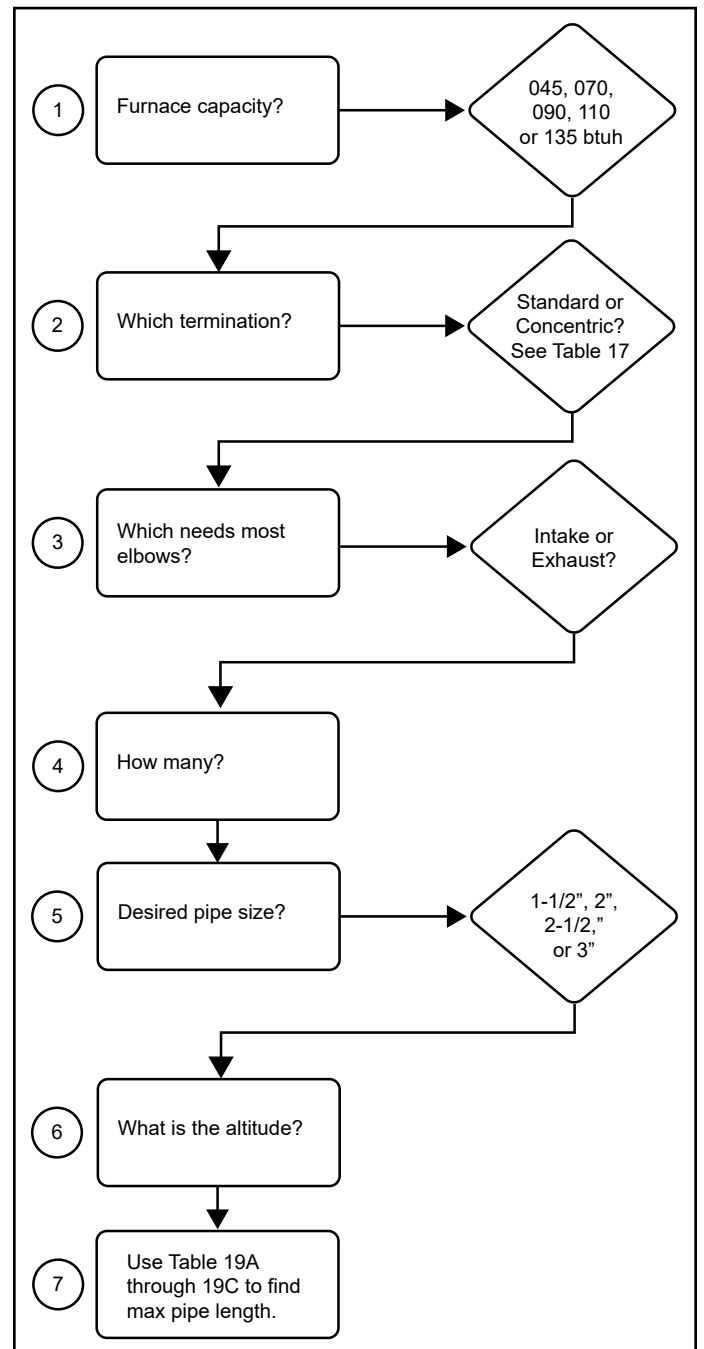 1
Furnace capacity?
045, 070,
090, 110
or 135 btuh
2
Which termination?
Standard or
Concentric?
See Table 17
3
Which needs most
elbows?
Intake or
Exhaust?
4
How many?
5
Desired pipe size?
1-1/2”, 2”,
2-1/2,”
or 3”
6
What is the altitude?
7
Use Table 19A
through 19C to find
max pipe length.